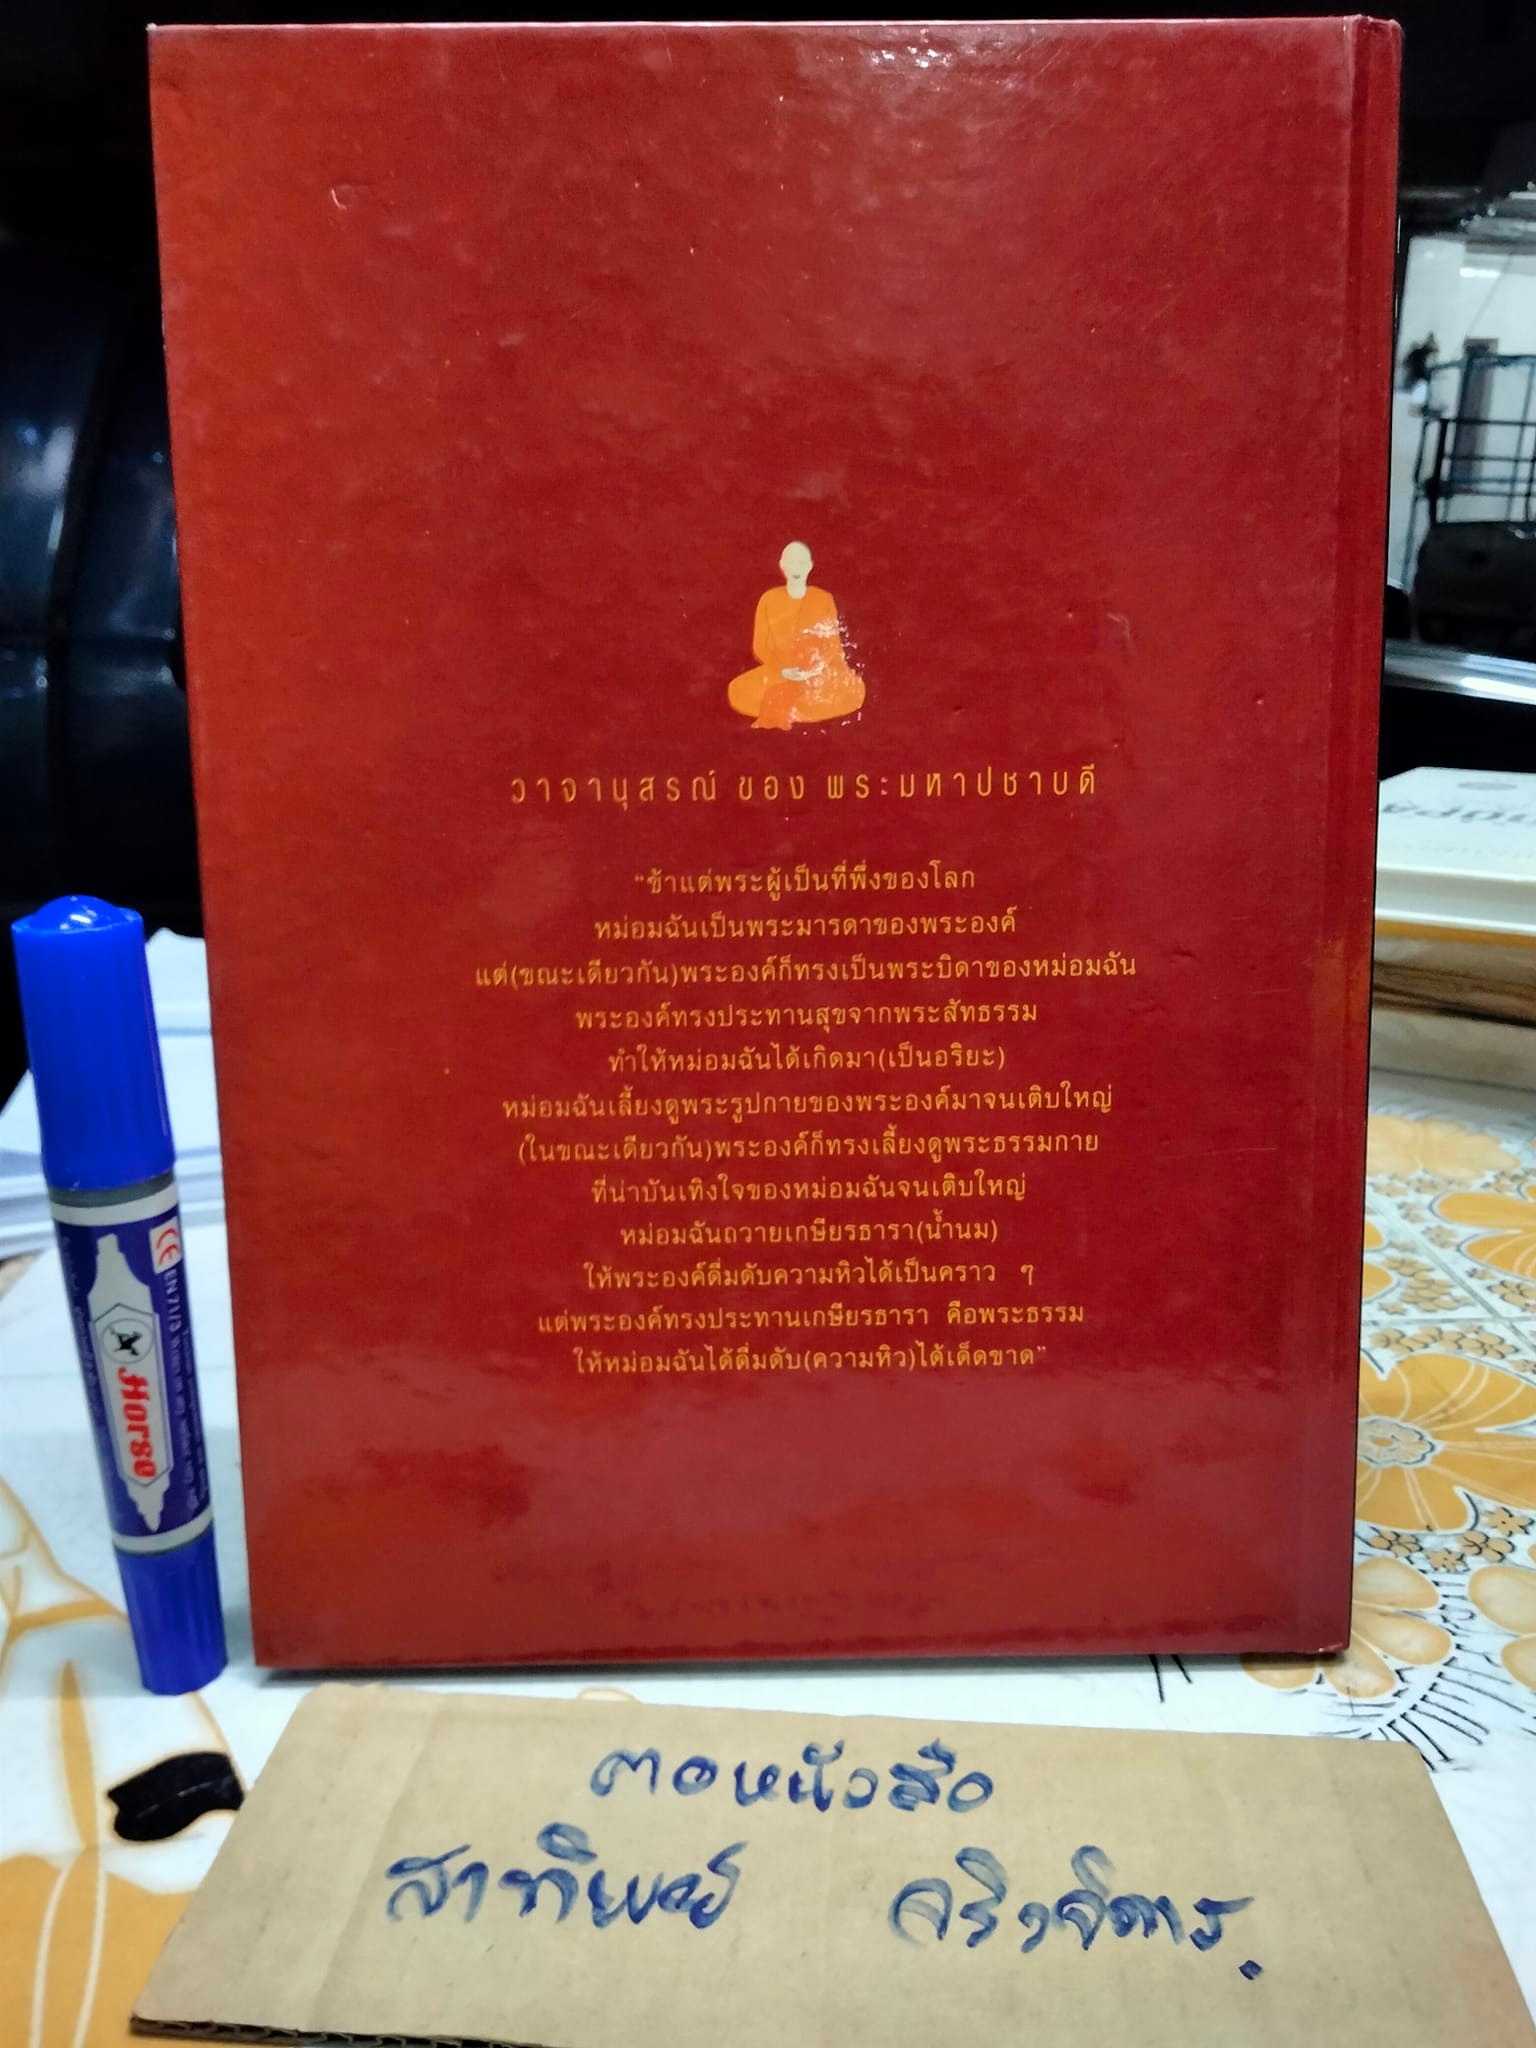 วาจานุสรณ์ ของ พระมหาปชาบดี
"ข้าแต่พระผู้เป็นที่พึ่งของโลก
หม่อมฉันเป็นพระมารดาของพระองค์
แต่(ขณะเดียวกัน)พระองค์ก็ทรงเป็นพระบิดาของหม่อมฉัน
พระองค์ทรงประทานสุขจากพระสัทธรรม
ทำให้หม่อมฉันได้เกิดมา(เป็นอริยะ)
หม่อมฉันเลี้ยงดูพระรูปกายของพระองค์มาจนเติบใหญ่
(ในขณะเดียวกัน)พระองค์ก็ทรงเลี้ยงดูพระธรรมกาย
ที่น่าบันเทิงใจของหม่อมฉันจนเติบใหญ่
หม่อมฉันถวายเกษียรธารา(น้ำนม)
ให้พระองค์ดื่มดับความหิวได้เป็นคราว ๆ
แต่พระองค์ทรงประทานเกษียรธารา คือพระธรรม
ให้หม่อมฉันได้ดื่มดับ(ความหิว)ได้เด็ดขาด"
CE EN71/3
Horse
OPA
ตอหนังสือ
สาทิพย์